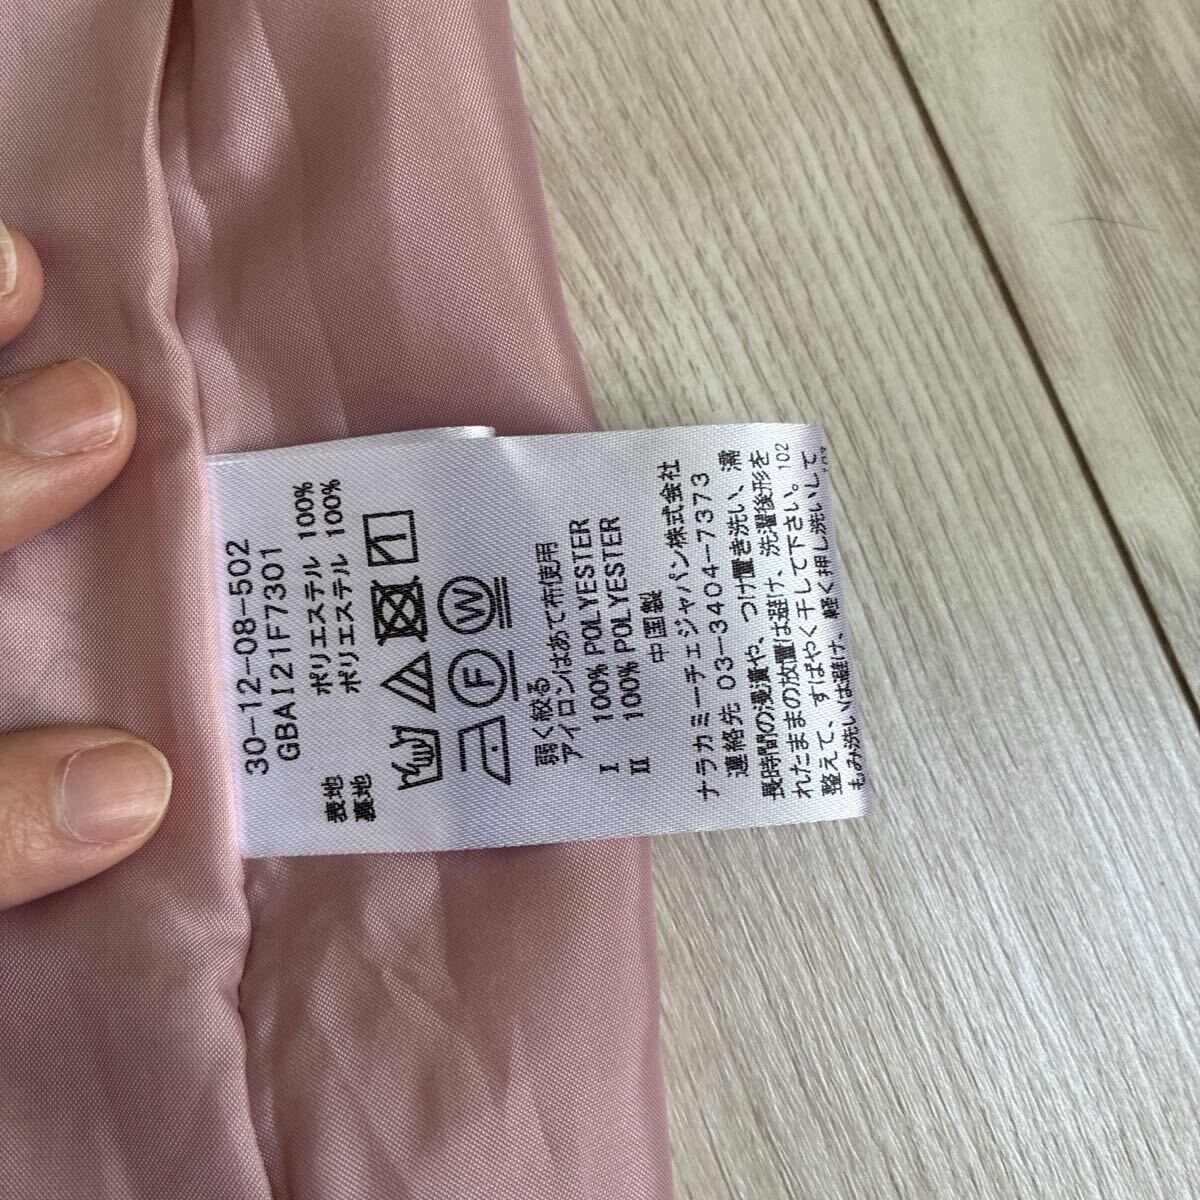 30-12-08-502
GBAI21F7301
表地 ポリエステル 100%
裏地 ポリエステル 100%
F W
弱く絞る
アイロンはあて布使用
I 100% POLYESTER
II 100% POLYESTER
中国製
ナラカミーチェジャパン株式会社
連絡先 03-3404-7373
長時間の浸漬や、つけ置き洗い、濡
れたままの放置は避け、洗濯後形を
整えて、すばやく干して下さい。 102
もみ洗いは避け、軽く押し洗いして